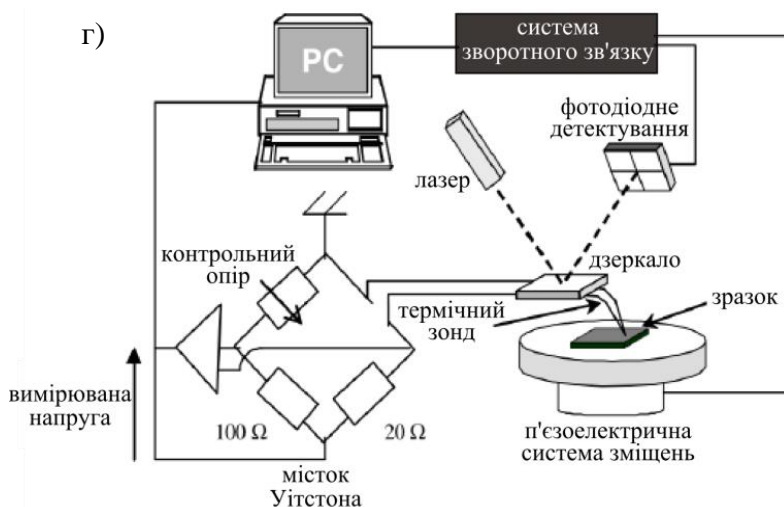 г)
PC
система
зворотного зв'язку
фотодіодне
детектування
лазер
контрольний
опір
дзеркало
термічний
зонд
зразок
вимірювана
напруга
100 Ω
20 Ω
місток
Уітстона
п'єзоелектрична
система зміщень